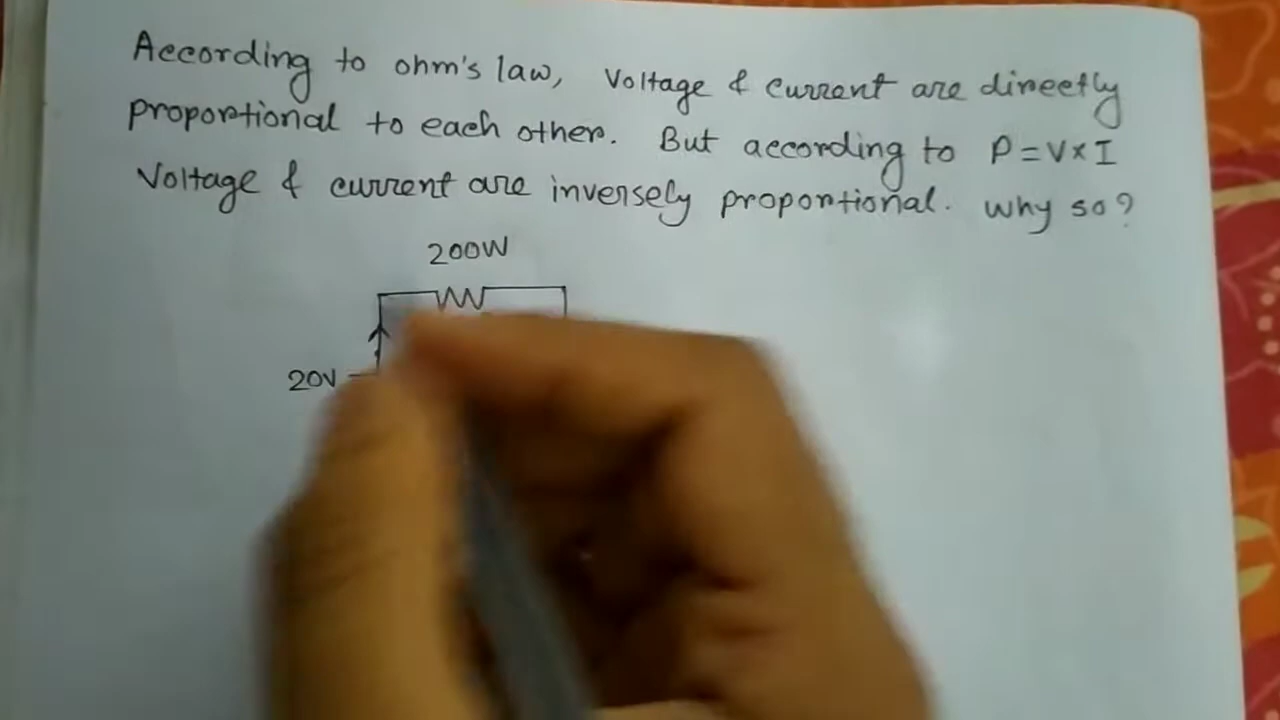 According to ohm's law, Voltage & current are directly
proportional to each other. But according to P=V×I
Voltage & current are inversely proportional. Why so?
200W
20V